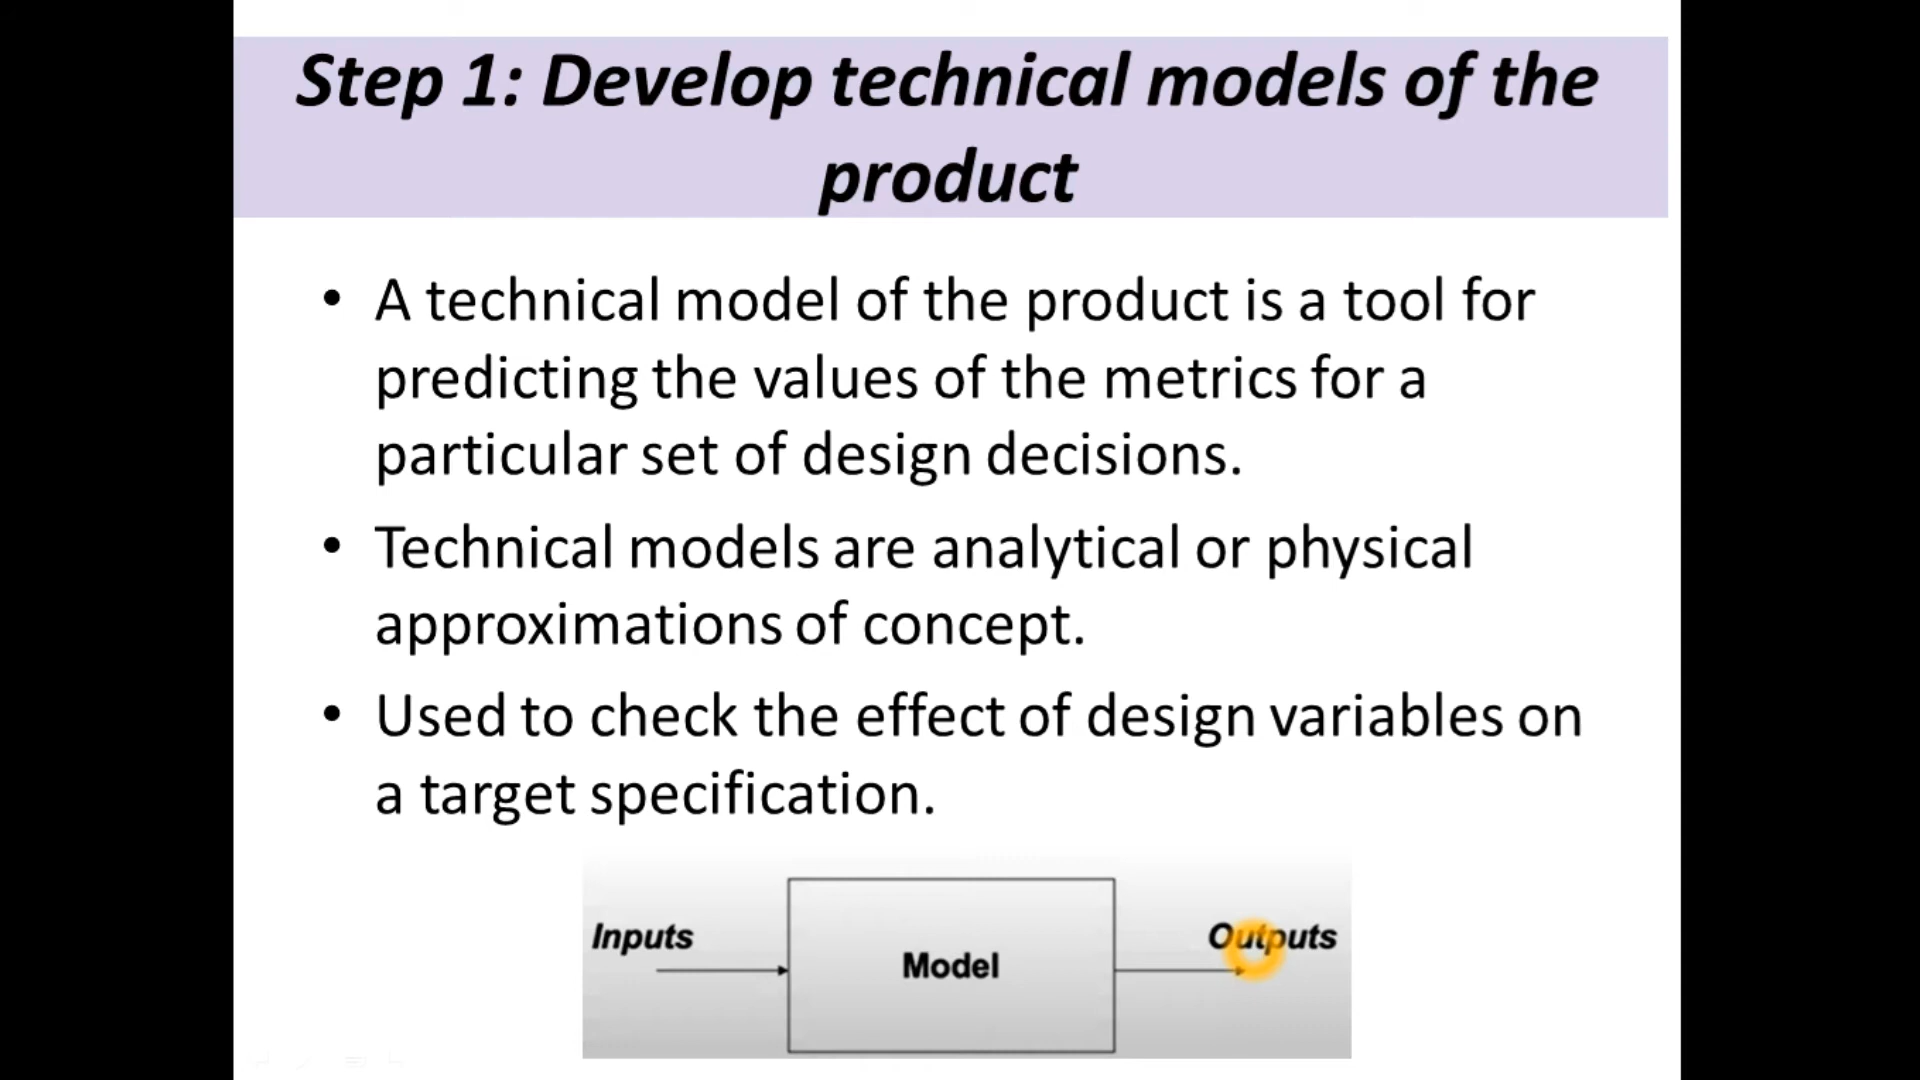 Step 1: Develop technical models of the
product
• A technical model of the product is a tool for
predicting the values of the metrics for a
particular set of design decisions.
• Technical models are analytical or physical
approximations of concept.
• Used to check the effect of design variables on
a target specification.
Inputs
Model
Outputs